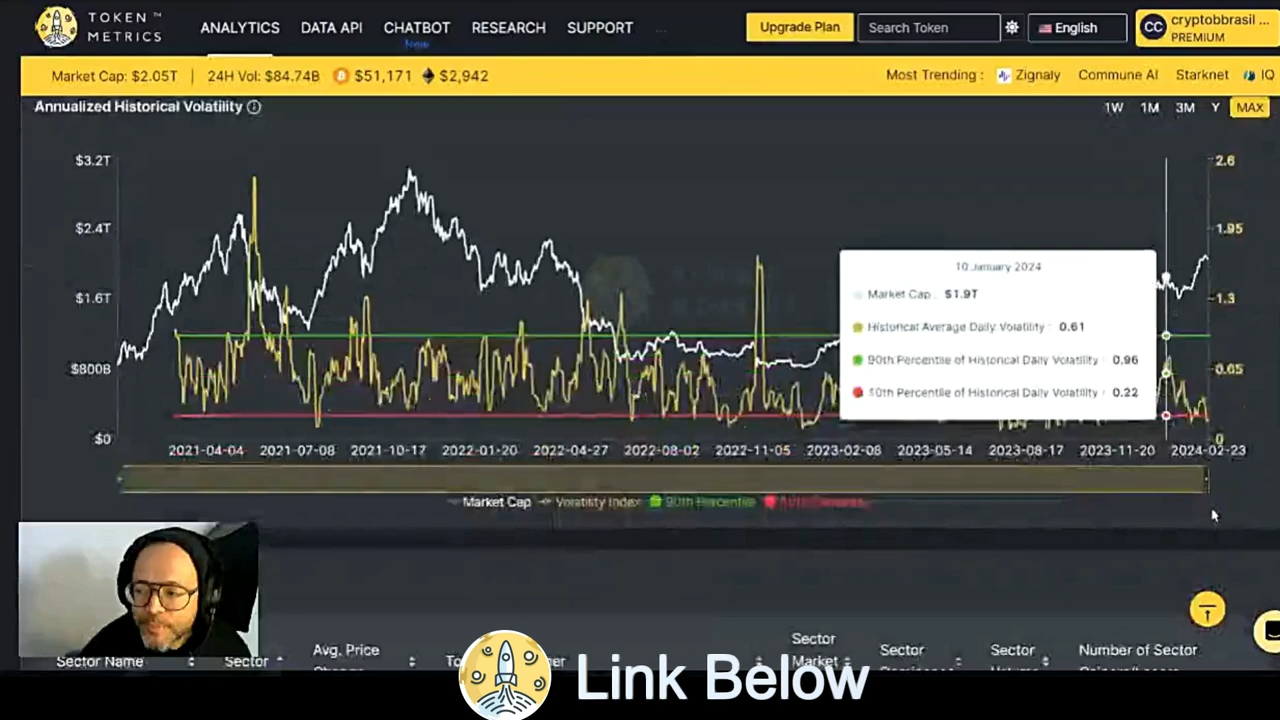 TOKEN ™
METRICS
ANALYTICS DATA API CHATBOT RESEARCH SUPPORT ...
New
Upgrade Plan
Search Token
English
CC
cryptobbrasil ...
PREMIUM
Market Cap: $2.05T | 24H Vol: $84.74B $51,171 $2,942
Most Trending : Zignaly Commune AI Starknet IQ
Annualized Historical Volatility
1W 1M 3M Y MAX
$3.2T
$2.4T
$1.6T
$800B
$0
2.6
1.95
1.3
0.65
0
10 January 2024
Market Cap : $1.9T
Historical Average Daily Volatility : 0.61
90th Percentile of Historical Daily Volatility : 0.96
10th Percentile of Historical Daily Volatility : 0.22
2021-04-04 2021-07-08 2021-10-17 2022-01-20 2022-04-27 2022-08-02 2022-11-05 2023-02-08 2023-05-14 2023-08-17 2023-11-20 2024-02-23
Market Cap Volatility Index 90th Percentile
Sector Name
Sector
Avg. Price
Sector
Market
Sector
Sector
Number of Sector
Link Below